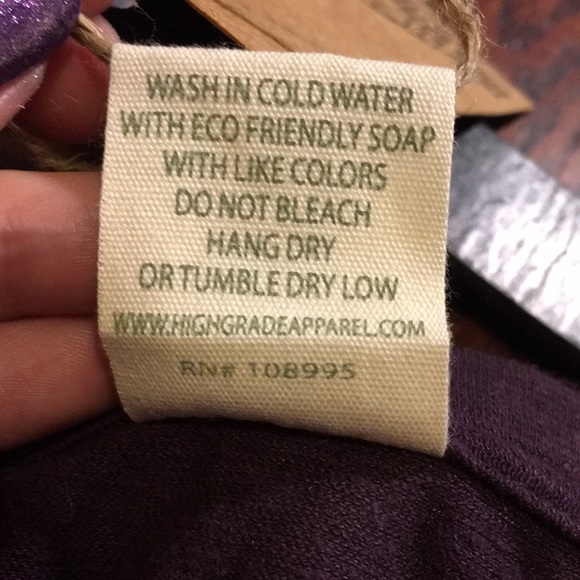 WASH IN COLD WATER
WITH ECO FRIENDLY SOAP
WITH LIKE COLORS
DO NOT BLEACH
HANG DRY
OR TUMBLE DRY LOW
WWW.HIGHGRADEAPPAREL.COM
RN# 108995